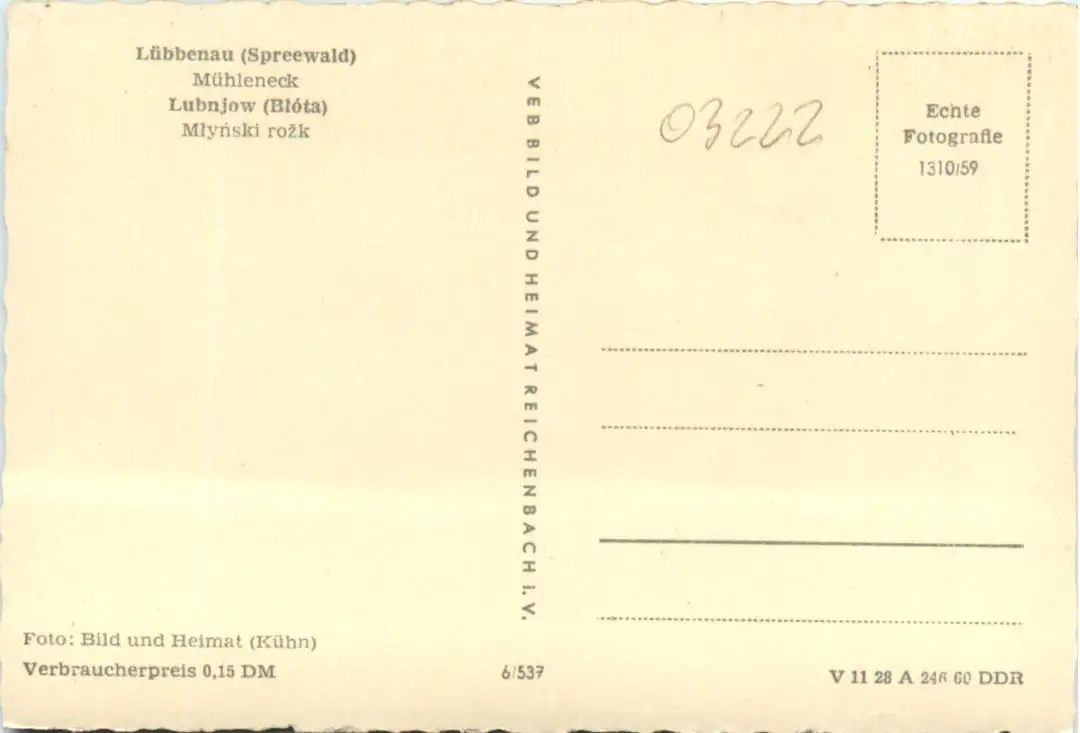 Lübbenau (Spreewald)
Mühleneck
Lubnjow (Błóta)
Młyński rožk
VEB BILD UND HEIMAT REICHENBACH I. V.
03222
Echte
Fotografie
1310/59
Foto: Bild und Heimat (Kühn)
Verbraucherpreis 0,15 DM
6/537
V 11 28 A 246 60 DDR